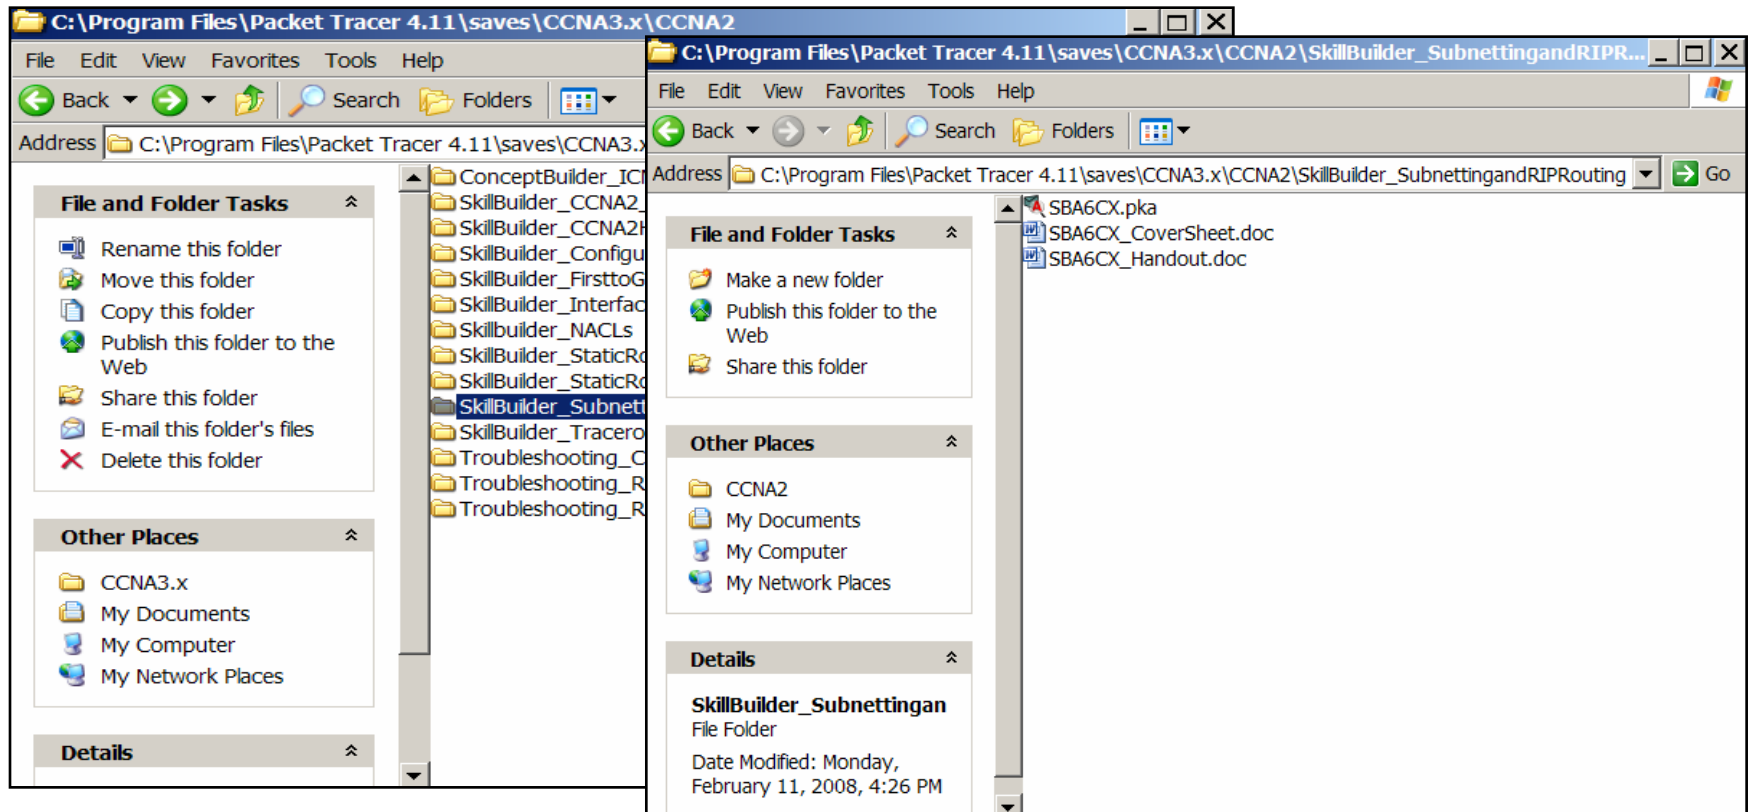 C:\Program Files\Packet Tracer 4.11\saves\CCNA3.x\CCNA2
File Edit View Favorites Tools Help
Back Search Folders
Address C:\Program Files\Packet Tracer 4.11\saves\CCNA3.x
File and Folder Tasks
Rename this folder
Move this folder
Copy this folder
Publish this folder to the
Web
Share this folder
E-mail this folder's files
Delete this folder
Other Places
CCNA3.x
My Documents
My Computer
My Network Places
Details
ConceptBuilder_ICM
SkillBuilder_CCNA2_
SkillBuilder_CCNA2H
SkillBuilder_Configu
SkillBuilder_FirsttoG
SkillBuilder_Interfac
Skillbuilder_NACLs
SkillBuilder_StaticRo
SkillBuilder_StaticRo
SkillBuilder_Subnett
SkillBuilder_Tracero
Troubleshooting_C
Troubleshooting_R
Troubleshooting_R
C:\Program Files\Packet Tracer 4.11\saves\CCNA3.x\CCNA2\SkillBuilder_SubnettingandRIPR...
File Edit View Favorites Tools Help
Back Search Folders
Address C:\Program Files\Packet Tracer 4.11\saves\CCNA3.x\CCNA2\SkillBuilder_SubnettingandRIPRouting Go
File and Folder Tasks
Make a new folder
Publish this folder to the
Web
Share this folder
Other Places
CCNA2
My Documents
My Computer
My Network Places
Details
SkillBuilder_Subnettingan
File Folder
Date Modified: Monday,
February 11, 2008, 4:26 PM
SBA6CX.pka
SBA6CX_CoverSheet.doc
SBA6CX_Handout.doc